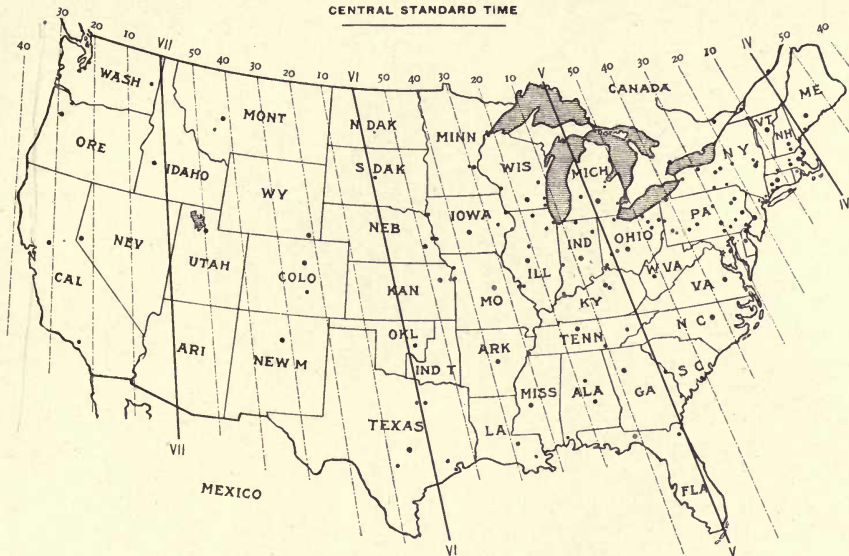 CENTRAL STANDARD TIME
40
30
20
10
VII
50
40
30
20
10
VI
50
40
30
20
10
V
50
40
30
20
10
IV
50
40
WASH
ORE
CAL
NEV
IDAHO
MONT
WY
UTAH
COLO
ARI
NEW M
N DAK
S DAK
NEB
KAN
OKL
IND T
TEXAS
MINN
IOWA
MO
ARK
LA
WIS
ILL
MICH
IND
OHIO
KY
TENN
MISS
ALA
GA
FLA
S C
N C
VA
W VA
PA
N Y
VT
NH
ME
CANADA
MEXICO
VII
VI
V
IV